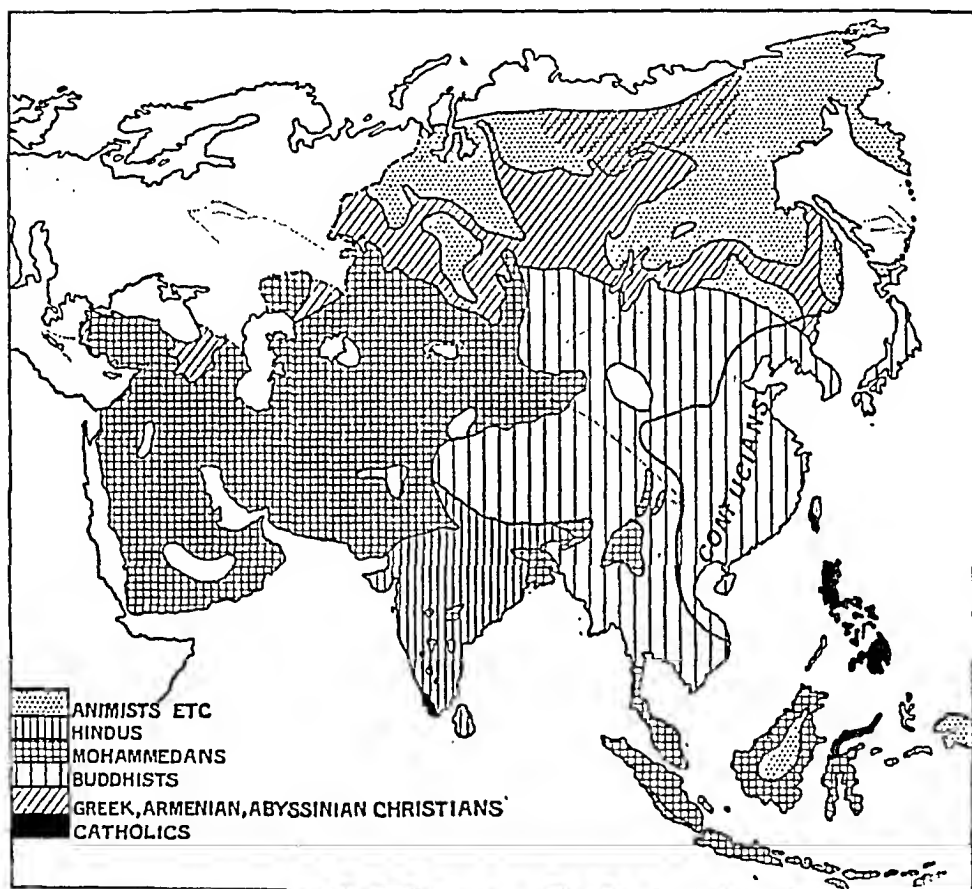 CONFUCIANS
ANIMISTS ETC
HINDUS
MOHAMMEDANS
BUDDHISTS
GREEK, ARMENIAN, ABYSSINIAN CHRISTIANS
CATHOLICS